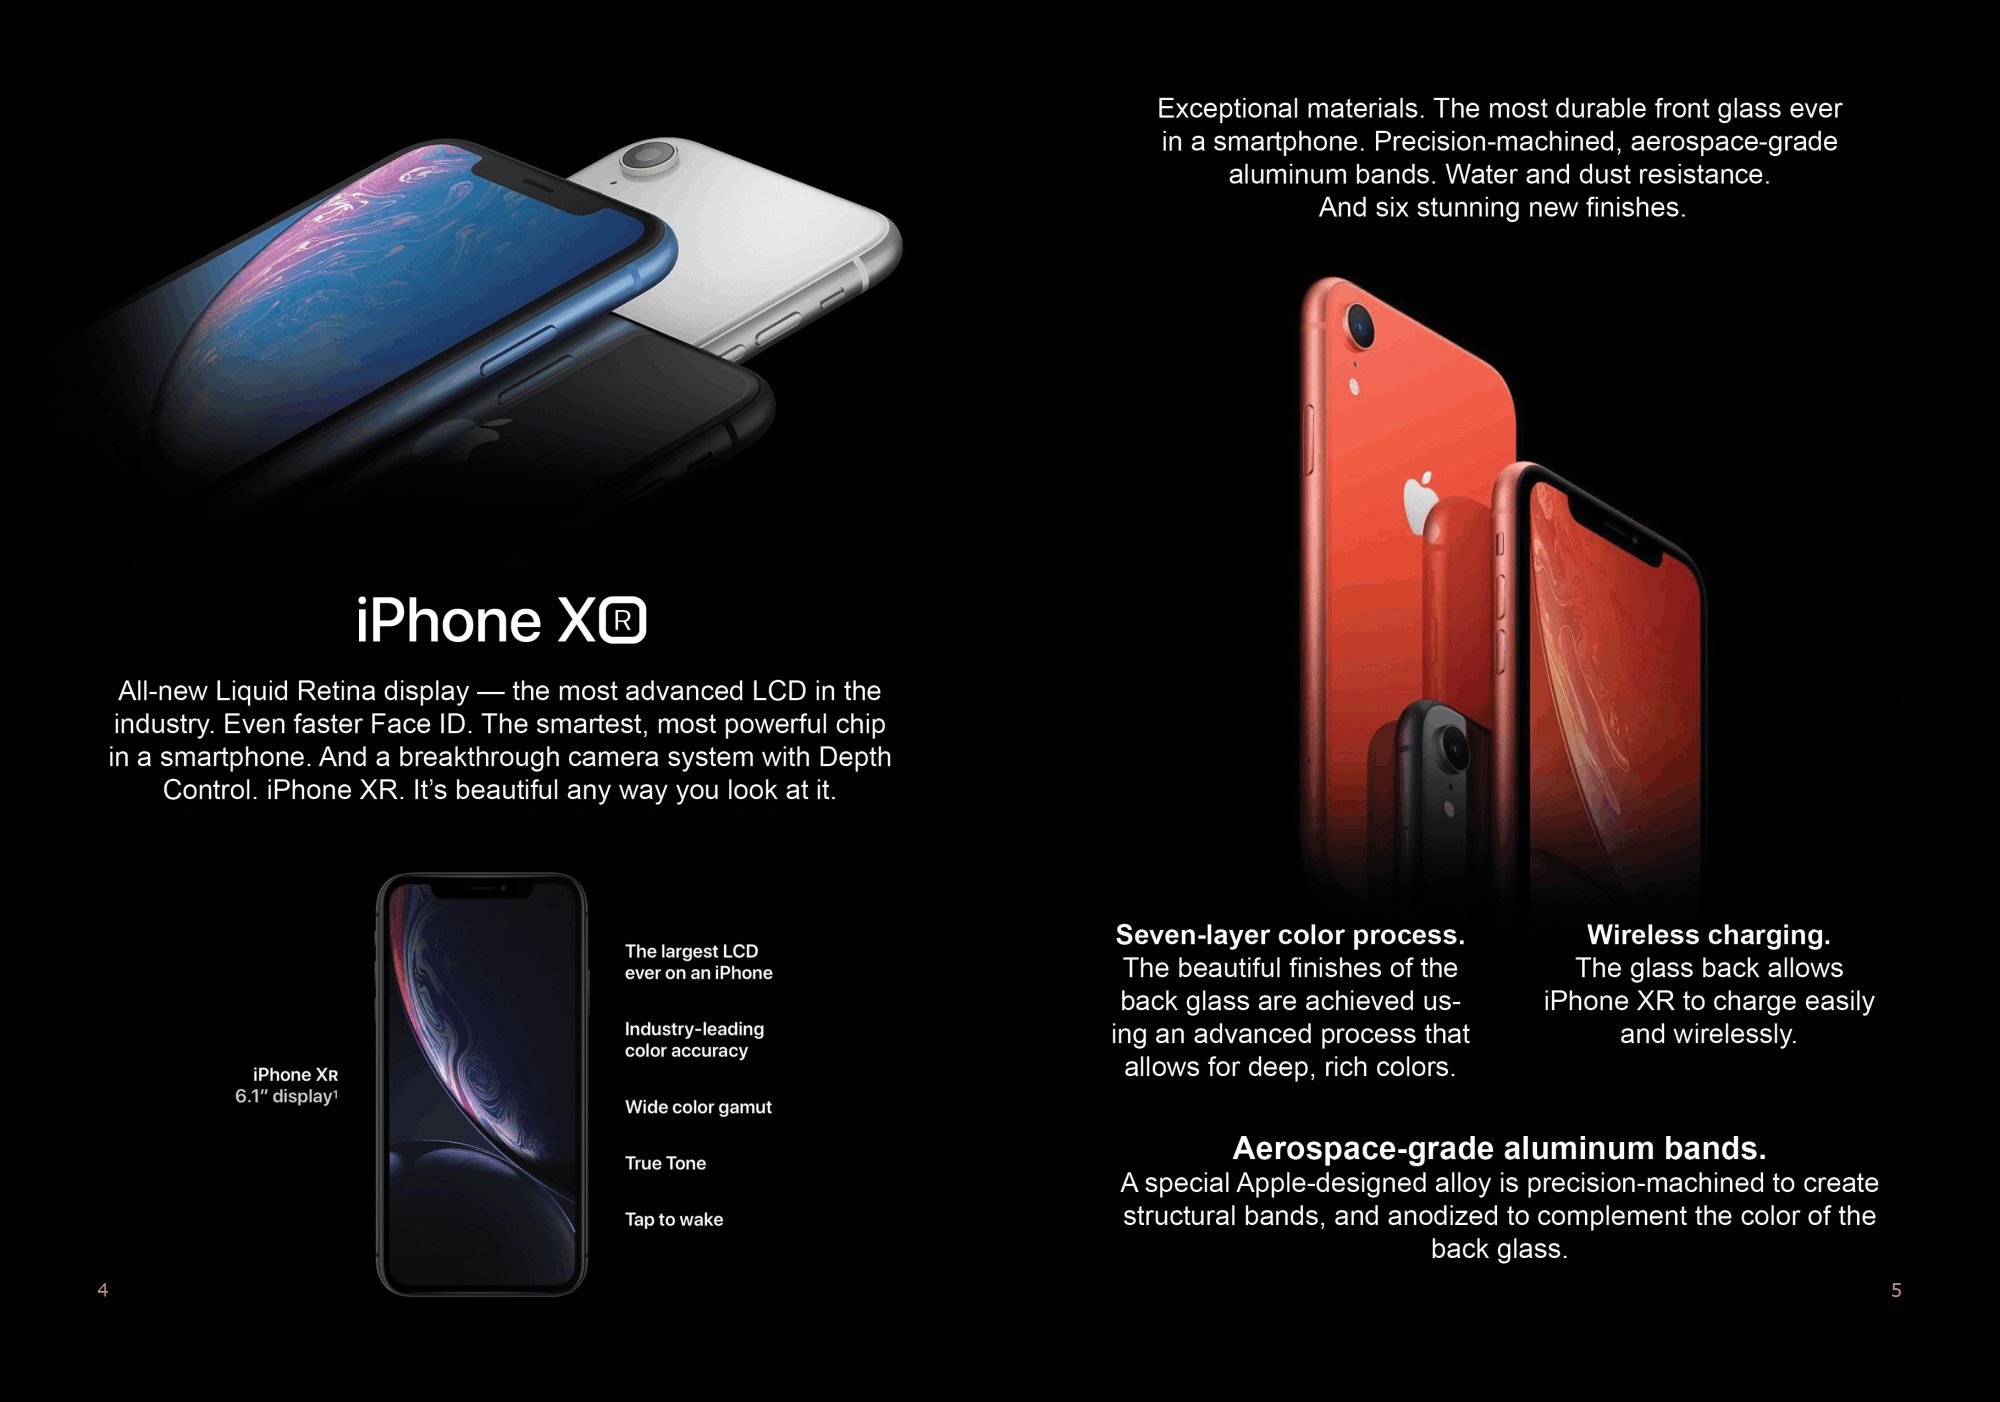 iPhone XR
All-new Liquid Retina display — the most advanced LCD in the
industry. Even faster Face ID. The smartest, most powerful chip
in a smartphone. And a breakthrough camera system with Depth
Control. iPhone XR. It’s beautiful any way you look at it.
iPhone XR
6.1” display¹
The largest LCD
ever on an iPhone
Industry-leading
color accuracy
Wide color gamut
True Tone
Tap to wake
4
Exceptional materials. The most durable front glass ever
in a smartphone. Precision-machined, aerospace-grade
aluminum bands. Water and dust resistance.
And six stunning new finishes.
Seven-layer color process.
The beautiful finishes of the
back glass are achieved us-
ing an advanced process that
allows for deep, rich colors.
Wireless charging.
The glass back allows
iPhone XR to charge easily
and wirelessly.
Aerospace-grade aluminum bands.
A special Apple-designed alloy is precision-machined to create
structural bands, and anodized to complement the color of the
back glass.
5